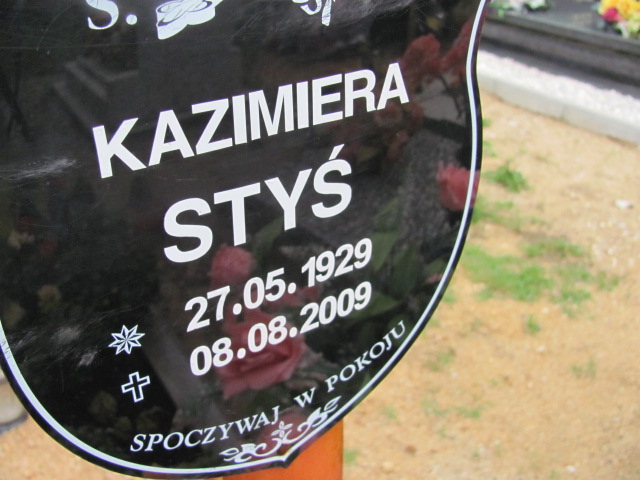 Ś.
KAZIMIERA
STYŚ
27.05.1929
08.08.2009
SPOCZYWAJ W POKOJU